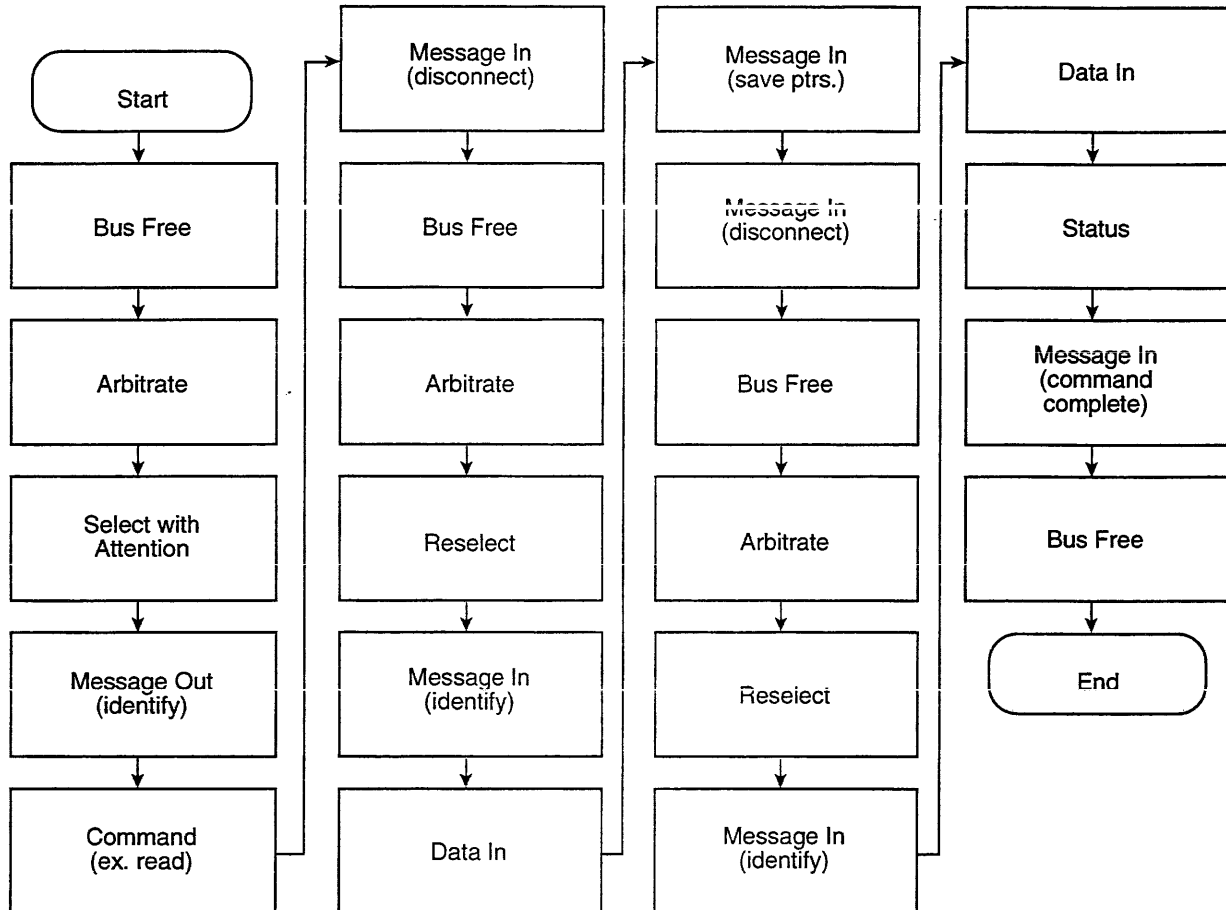 Start
Bus Free
Arbitrate
Select with
Attention
Message Out
(identify)
Command
(ex. read)
Message In
(disconnect)
Bus Free
Arbitrate
Reselect
Message In
(identify)
Data In
Message In
(save ptrs.)
Message In
(disconnect)
Bus Free
Arbitrate
Reselect
Message In
(identify)
Data In
Status
Message In
(command
complete)
Bus Free
End